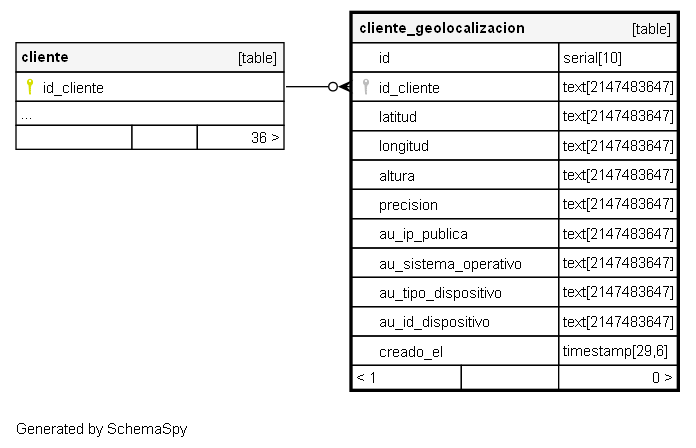 cliente [table]
id_cliente
...
36 >
cliente_geolocalizacion [table]
id serial[10]
id_cliente text[2147483647]
latitud text[2147483647]
longitud text[2147483647]
altura text[2147483647]
precision text[2147483647]
au_ip_publica text[2147483647]
au_sistema_operativo text[2147483647]
au_tipo_dispositivo text[2147483647]
au_id_dispositivo text[2147483647]
creado_el timestamp[29,6]
< 1 0 >
Generated by SchemaSpy